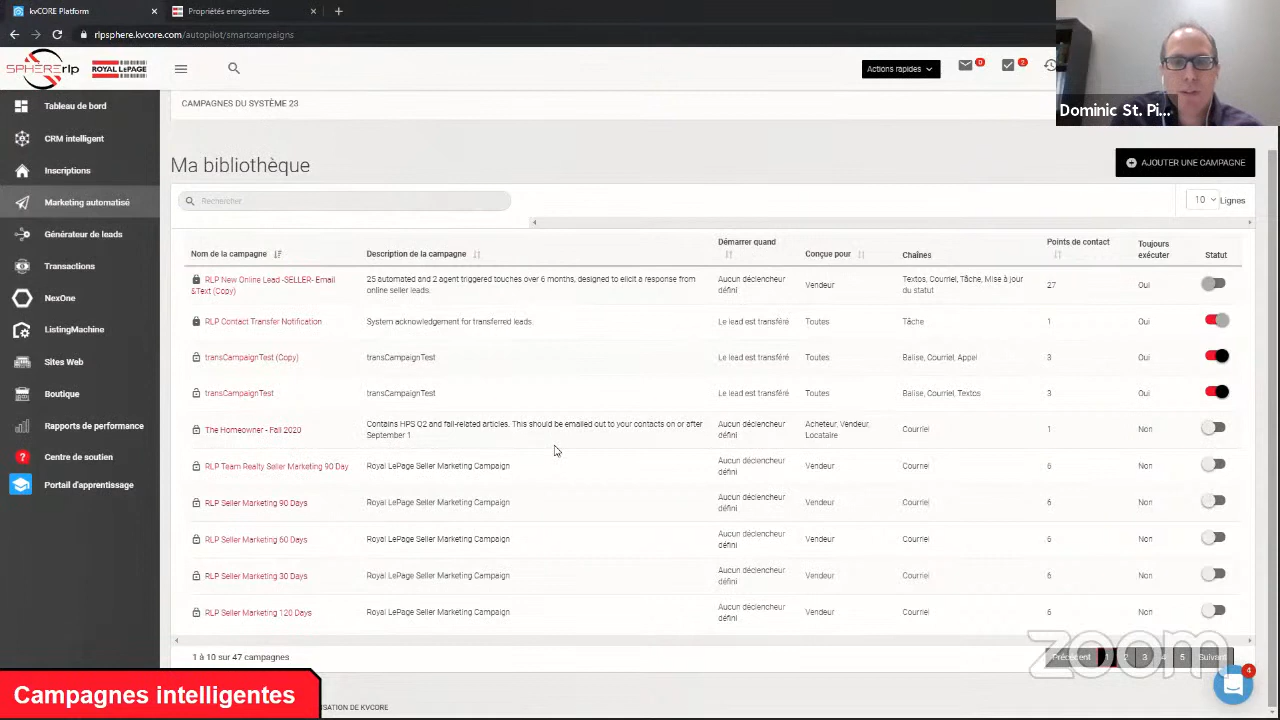 kvCORE Platform
Propriétés enregistrées
rlpsphere.kvcore.com/autopilot/smartcampaigns
SPHERErlp
ROYAL LEPAGE
Actions rapides
0
2
Dominic St. Pi...
Tableau de bord
CRM intelligent
Inscriptions
Marketing automatisé
Générateur de leads
Transactions
NexOne
ListingMachine
Sites Web
Boutique
Rapports de performance
Centre de soutien
Portail d'apprentissage
CAMPAGNES DU SYSTÈME 23
Ma bibliothèque
AJOUTER UNE CAMPAGNE
Rechercher
10 Lignes
Nom de la campagne Description de la campagne Démarrer quand Conçue pour Chaînes Points de contact Toujours exécuter Statut
RLP New Online Lead -SELLER- Email &Text (Copy) 25 automated and 2 agent triggered touches over 6 months, designed to elicit a response from online seller leads. Aucun déclencheur défini Vendeur Textos, Courriel, Tâche, Mise à jour du statut 27 Oui
RLP Contact Transfer Notification System acknowledgement for transferred leads. Le lead est transféré Toutes Tâche 1 Oui
transCampaignTest (Copy) transCampaignTest Le lead est transféré Toutes Balise, Courriel, Appel 3 Oui
transCampaignTest transCampaignTest Le lead est transféré Toutes Balise, Courriel, Textos 3 Oui
The Homeowner - Fall 2020 Contains HPS Q2 and fall-related articles. This should be emailed out to your contacts on or after September 1 Aucun déclencheur défini Acheteur, Vendeur, Locataire Courriel 1 Non
RLP Team Realty Seller Marketing 90 Day Royal LePage Seller Marketing Campaign Aucun déclencheur défini Vendeur Courriel 6 Non
RLP Seller Marketing 90 Days Royal LePage Seller Marketing Campaign Aucun déclencheur défini Vendeur Courriel 6 Non
RLP Seller Marketing 60 Days Royal LePage Seller Marketing Campaign Aucun déclencheur défini Vendeur Courriel 6 Non
RLP Seller Marketing 30 Days Royal LePage Seller Marketing Campaign Aucun déclencheur défini Vendeur Courriel 6 Non
RLP Seller Marketing 120 Days Royal LePage Seller Marketing Campaign Aucun déclencheur défini Vendeur Courriel 6 Non
1 à 10 sur 47 campagnes
Précédent 1 2 3 4 5 Suivant
zoom
4
Campagnes intelligentes
ISATION DE KVCORE